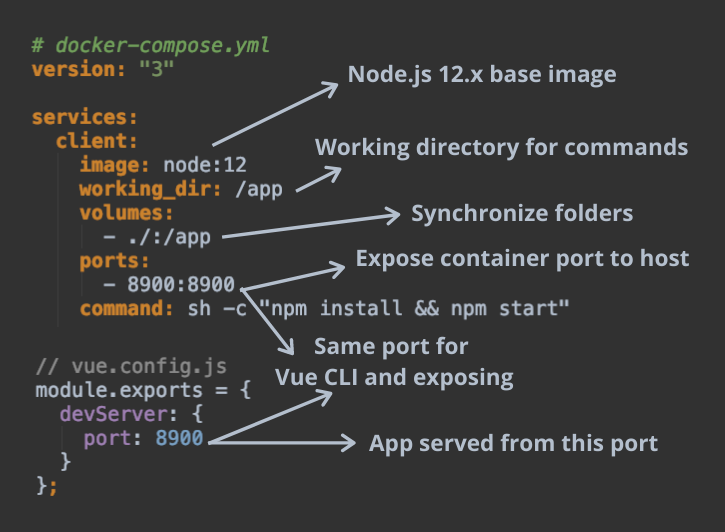 # docker-compose.yml
version: "3"
Node.js 12.x base image
services:
client:
Working directory for commands
image: node:12
working_dir: /app
volumes:
Synchronize folders
- ./:/app
ports:
Expose container port to host
- 8900:8900
command: sh -c "npm install && npm start"
Same port for
Vue CLI and exposing
// vue.config.js
module.exports = {
devServer: {
port: 8900
App served from this port
}
};